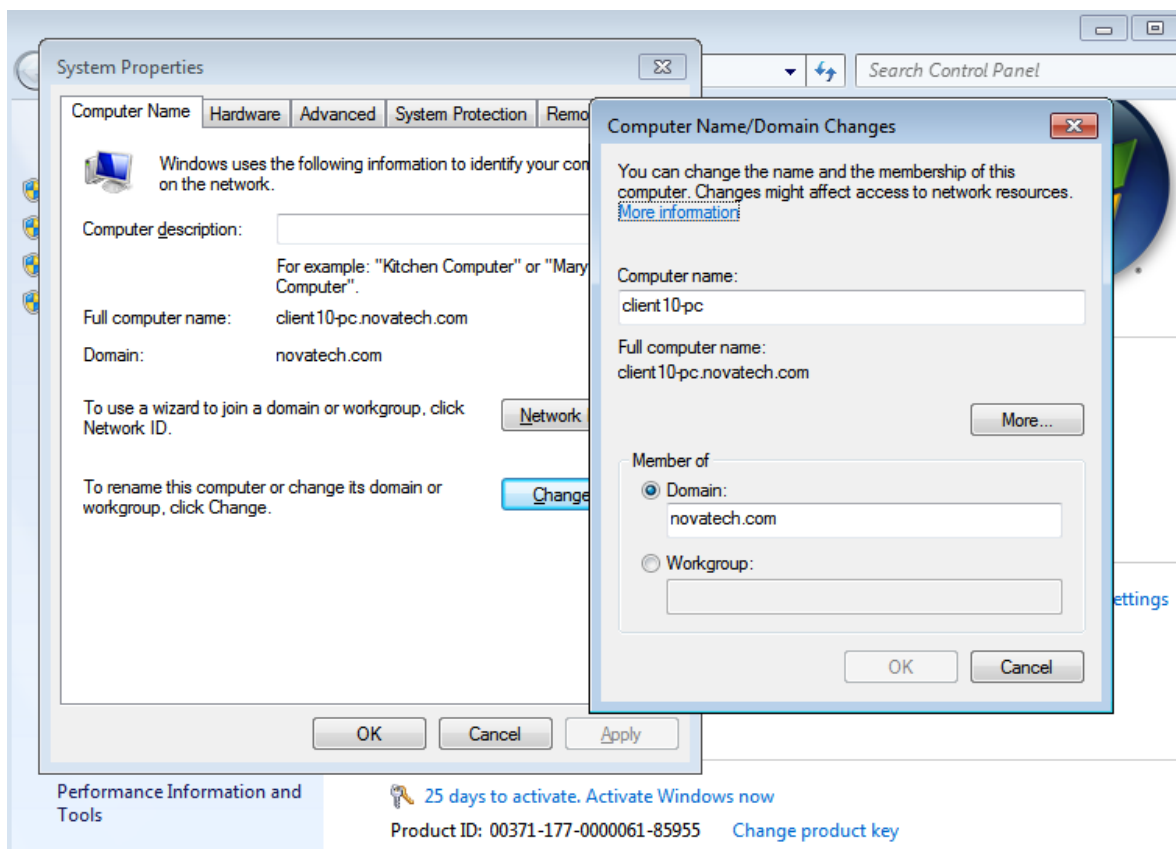 Search Control Panel
System Properties
Computer Name
Hardware
Advanced
System Protection
Windows uses the following information to identify your
on the network.
Computer description:
For example: "Kitchen Computer" or "Mary
Computer".
Full computer name: client10-pc.novatech.com
Domain: novatech.com
To use a wizard to join a domain or workgroup, click
Network ID.
Network
To rename this computer or change its domain or
workgroup, click Change.
Change
OK
Cancel
Apply
Computer Name/Domain Changes
You can change the name and the membership of this
computer. Changes might affect access to network resources.
More information
Computer name:
client10-pc
Full computer name:
client10-pc.novatech.com
More...
Member of
Domain:
novatech.com
Workgroup:
OK
Cancel
ettings
Performance Information and
Tools
25 days to activate. Activate Windows now
Product ID: 00371-177-0000061-85955 Change product key